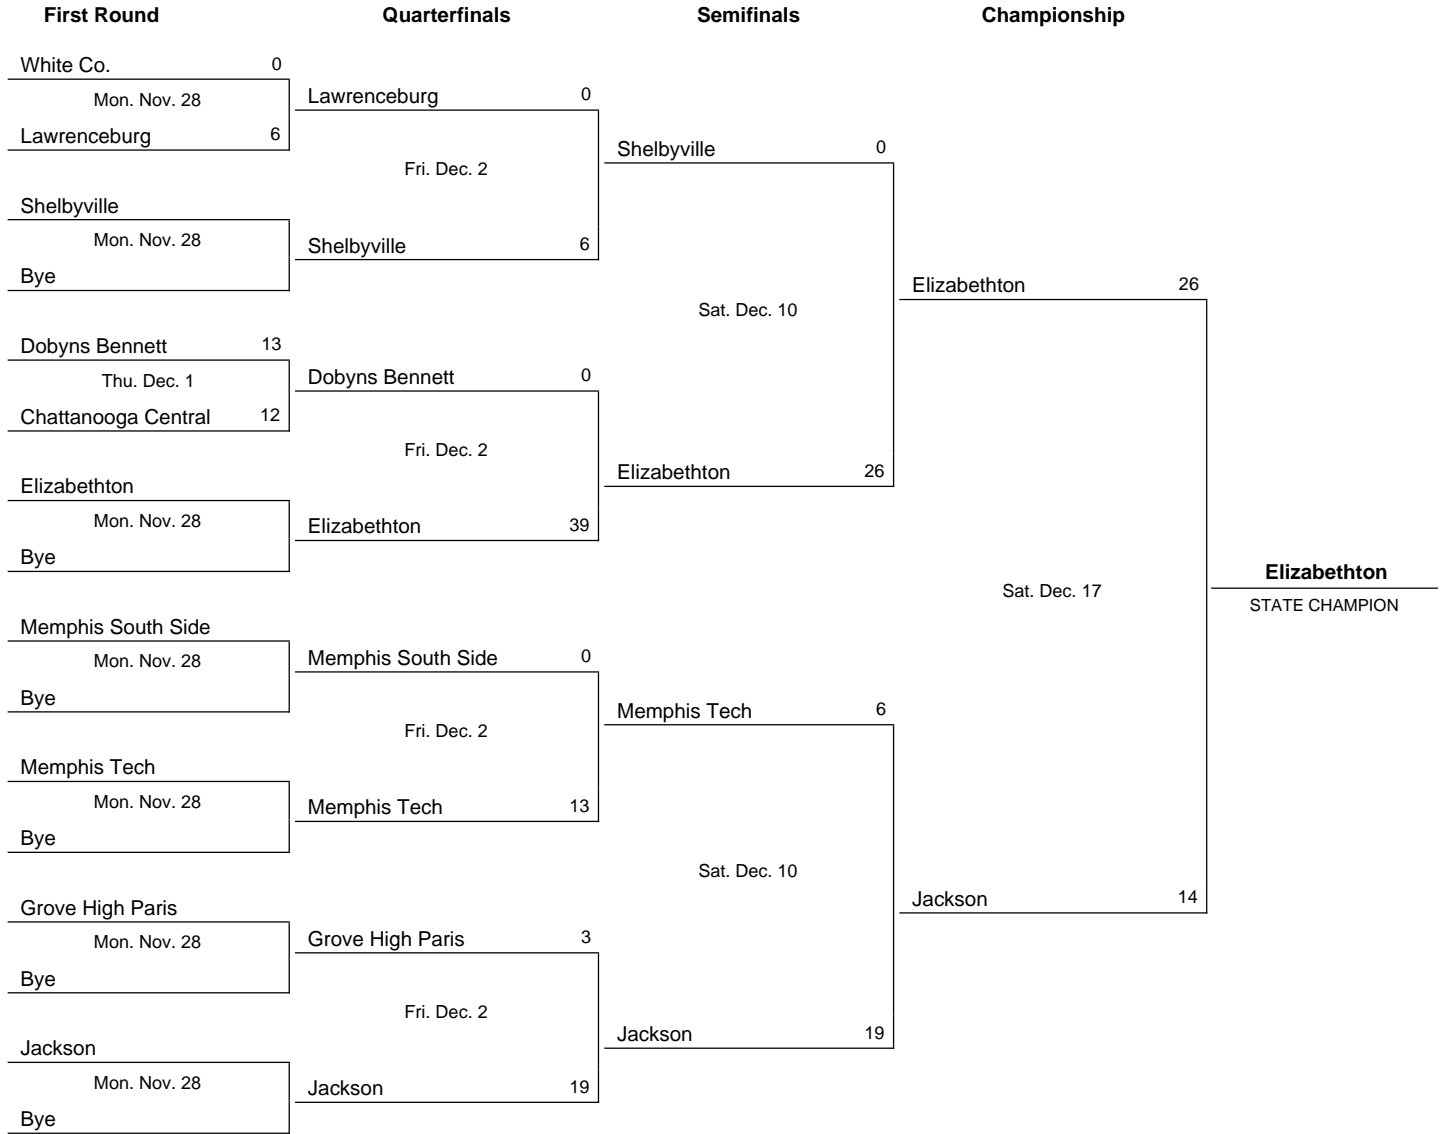 First Round Quarterfinals Semifinals Championship
White Co. 0
Mon. Nov. 28
Lawrenceburg 6
Shelbyville
Mon. Nov. 28
Bye
Dobyns Bennett 13
Thu. Dec. 1
Chattanooga Central 12
Elizabethton
Mon. Nov. 28
Bye
Memphis South Side
Mon. Nov. 28
Bye
Memphis Tech
Mon. Nov. 28
Bye
Grove High Paris
Mon. Nov. 28
Bye
Jackson
Mon. Nov. 28
Bye
Lawrenceburg 0
Fri. Dec. 2
Shelbyville 6
Dobyns Bennett 0
Fri. Dec. 2
Elizabethton 39
Memphis South Side 0
Fri. Dec. 2
Memphis Tech 13
Grove High Paris 3
Fri. Dec. 2
Jackson 19
Shelbyville 0
Sat. Dec. 10
Elizabethton 26
Memphis Tech 6
Sat. Dec. 10
Jackson 19
Elizabethton 26
Sat. Dec. 17
Jackson 14
Elizabethton
STATE CHAMPION